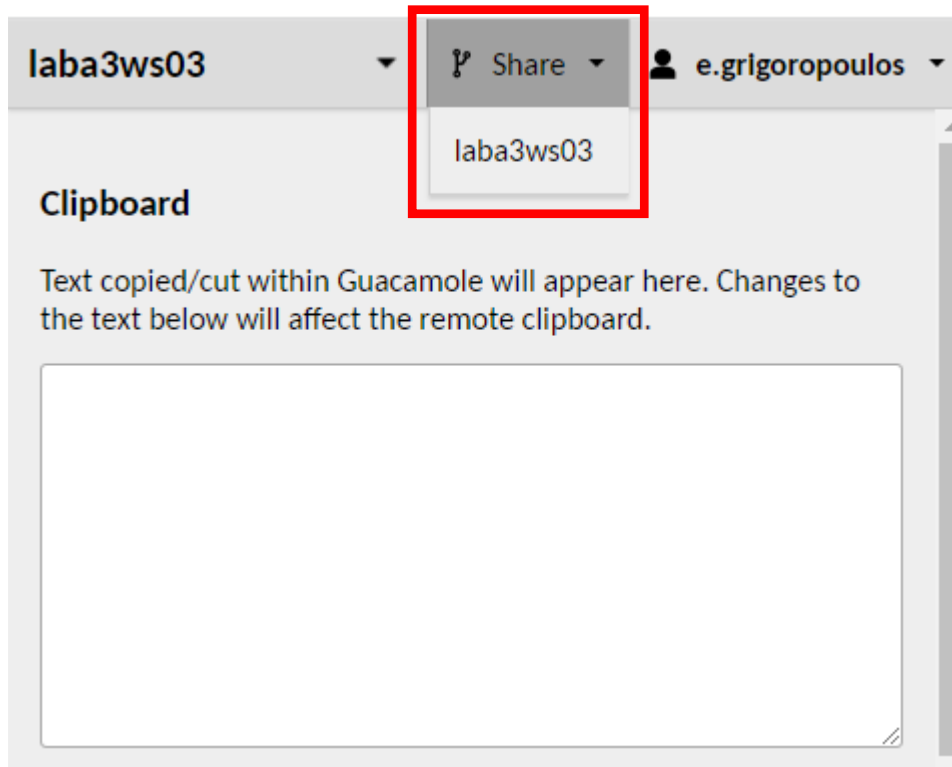 laba3ws03 Share e.grigoropoulos
laba3ws03
Clipboard
Text copied/cut within Guacamole will appear here. Changes to
the text below will affect the remote clipboard.